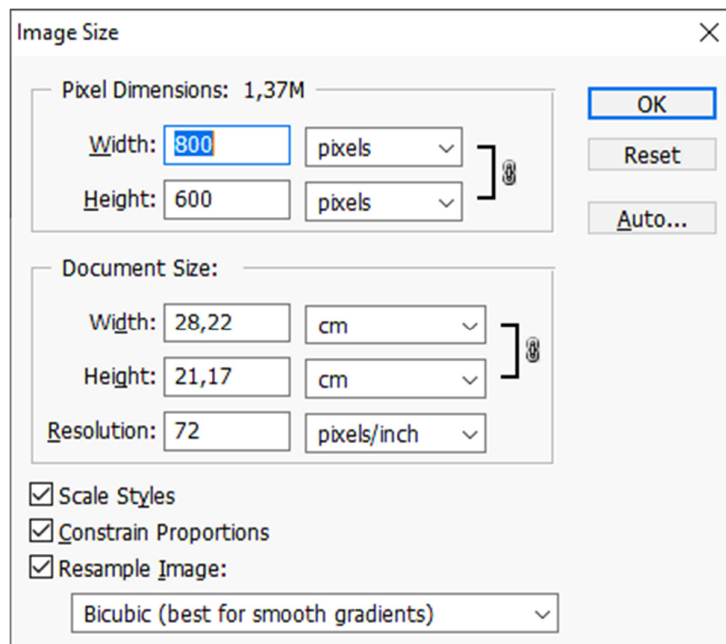 Image Size
Pixel Dimensions: 1,37M
Width: 800 pixels
Height: 600 pixels
OK
Reset
Auto...
Document Size:
Width: 28,22 cm
Height: 21,17 cm
Resolution: 72 pixels/inch
Scale Styles
Constrain Proportions
Resample Image:
Bicubic (best for smooth gradients)